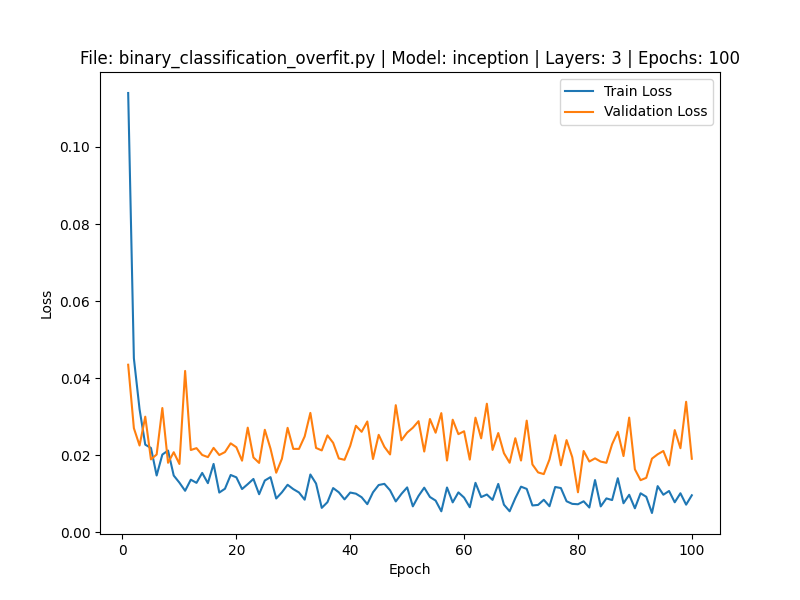 File: binary_classification_overfit.py | Model: inception | Layers: 3 | Epochs: 100
Train Loss
Validation Loss
0.10
0.08
0.06
0.04
0.02
0.00
Loss
0
20
40
60
80
100
Epoch